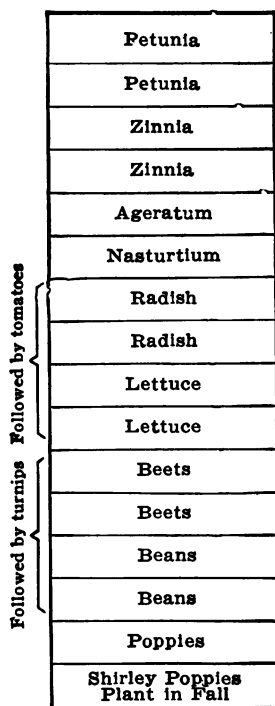 Petunia
Petunia
Zinnia
Zinnia
Ageratum
Nasturtium
Followed by tomatoes
Radish
Radish
Lettuce
Lettuce
Followed by turnips
Beets
Beets
Beans
Beans
Poppies
Shirley Poppies
Plant in Fall